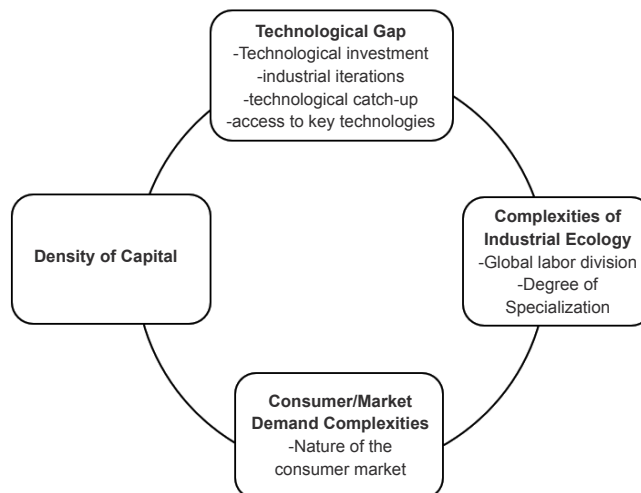 Technological Gap
-Technological investment
-industrial iterations
-technological catch-up
-access to key technologies
Density of Capital
Complexities of
Industrial Ecology
-Global labor division
-Degree of
Specialization
Consumer/Market
Demand Complexities
-Nature of the
consumer market